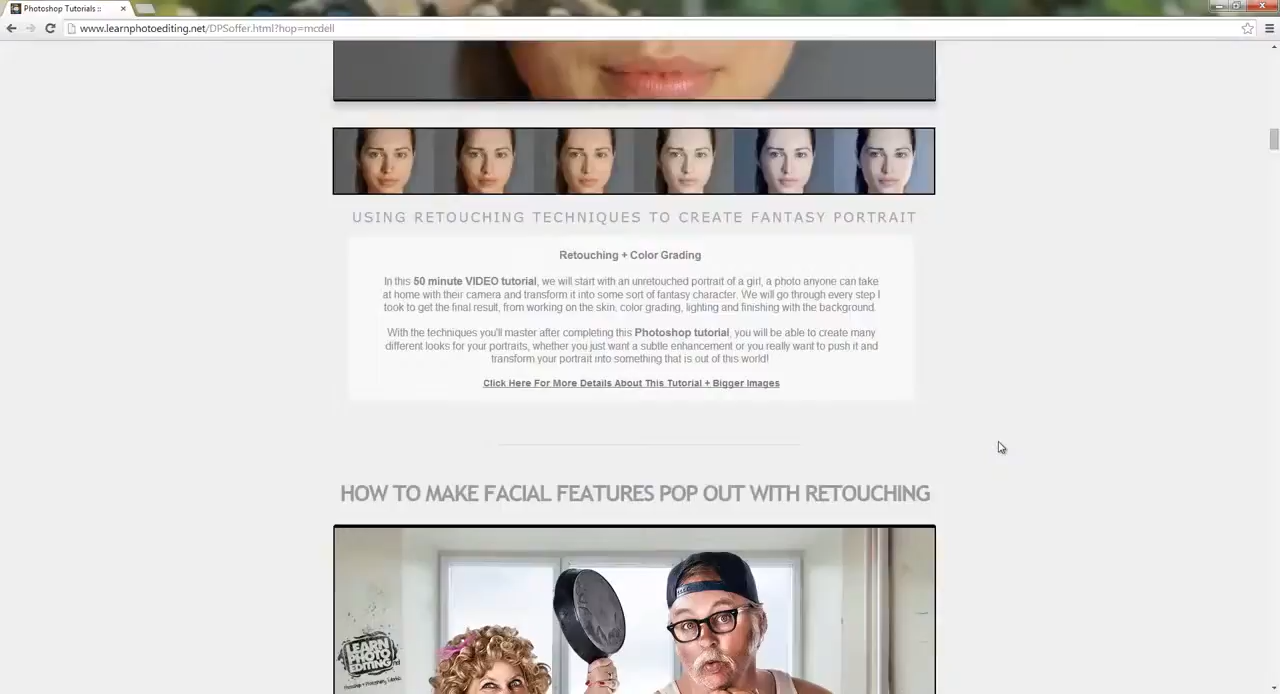 Photoshop Tutorials ::
www.learnphotoediting.net/DPSoffer.html?hop=mcdell
USING RETOUCHING TECHNIQUES TO CREATE FANTASY PORTRAIT
Retouching + Color Grading
In this 50 minute VIDEO tutorial, we will start with an unretouched portrait of a girl, a photo anyone can take
at home with their camera and transform it into some sort of fantasy character. We will go through every step I
took to get the final result, from working on the skin, color grading, lighting and finishing with the background.
With the techniques you'll master after completing this Photoshop tutorial, you will be able to create many
different looks for your portraits, whether you just want a subtle enhancement or you really want to push it and
transform your portrait into something that is out of this world!
Click Here For More Details About This Tutorial + Bigger Images
HOW TO MAKE FACIAL FEATURES POP OUT WITH RETOUCHING
LEARN
PHOTO
EDITING